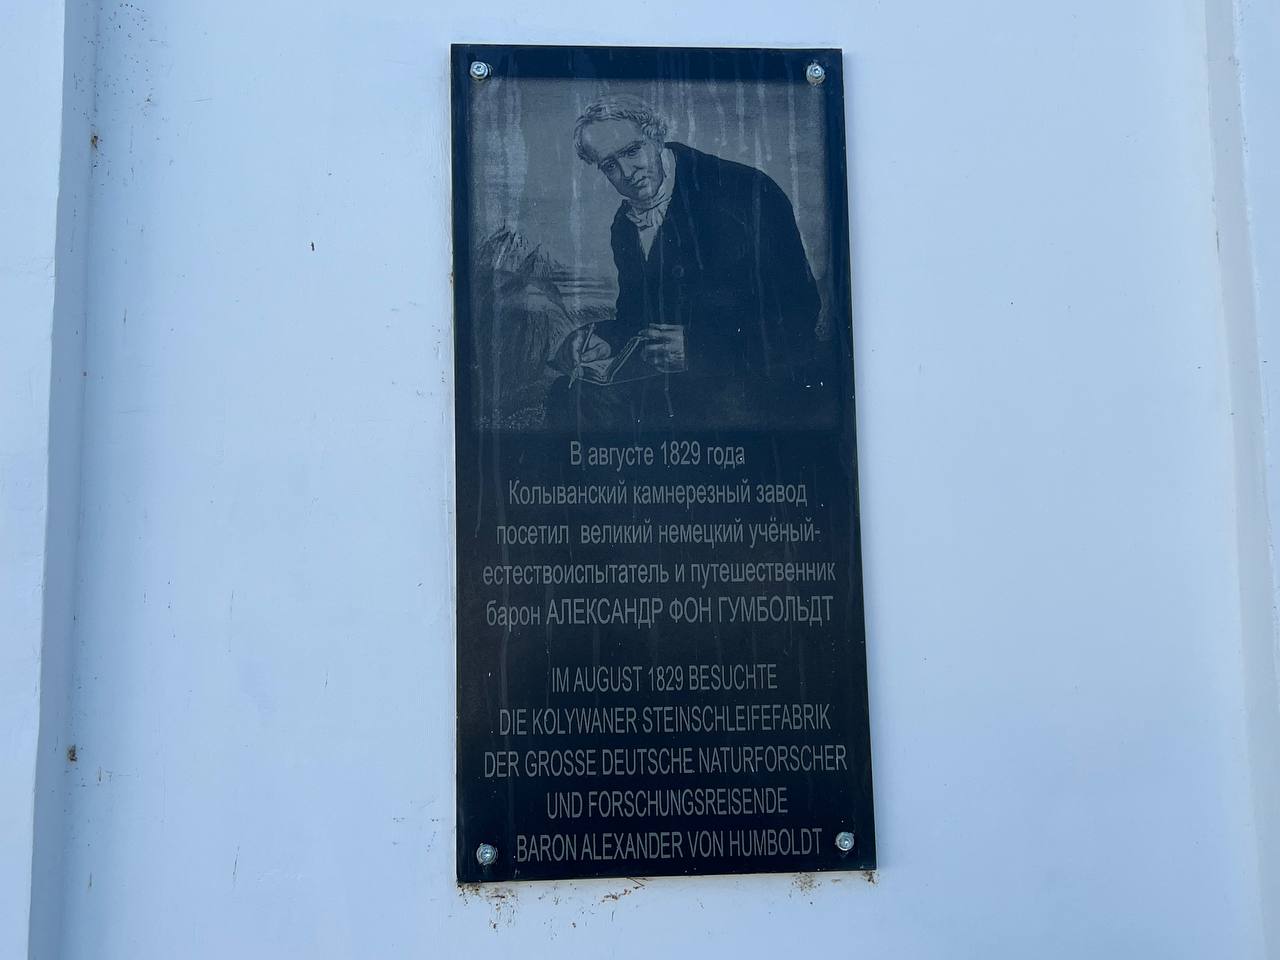 В августе 1829 года
Колыванский камнерезный завод
посетил великий немецкий учёный-
естествоиспытатель и путешественник
барон АЛЕКСАНДР ФОН ГУМБОЛЬДТ
IM AUGUST 1829 BESUCHTE
DIE KOLYWANER STEINSCHLEIFEFABRIK
DER GROSSE DEUTSCHE NATURFORSCHER
UND FORSCHUNGSREISENDE
BARON ALEXANDER VON HUMBOLDT